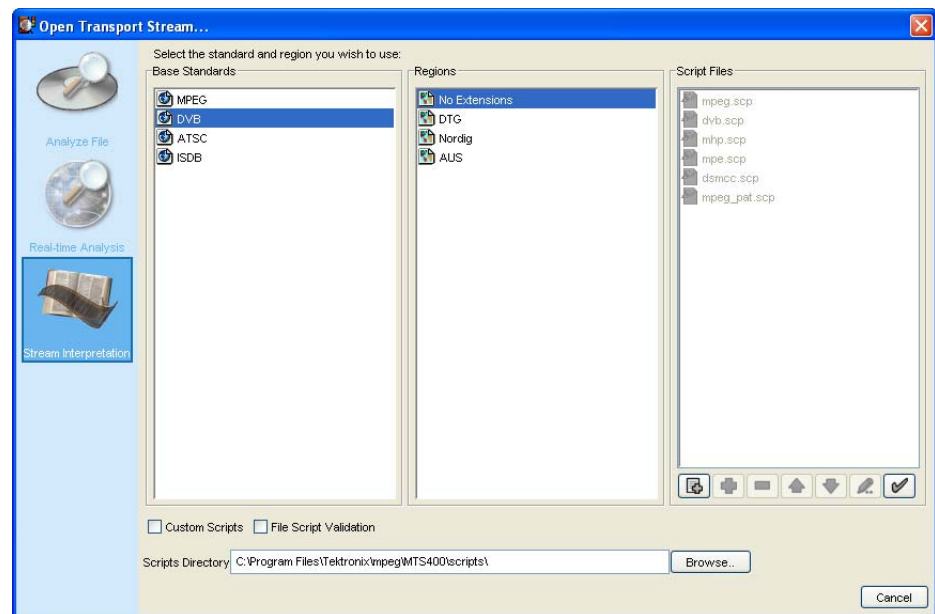 Open Transport Stream...
Analyze File
Real-time Analysis
Stream Interpretation
Select the standard and region you wish to use:
Base Standards
MPEG
DVB
ATSC
ISDB
Regions
No Extensions
DTG
Nordig
AUS
Script Files
mpeg.scp
dvb.scp
mhp.scp
mpe.scp
dsmcc.scp
mpeg_pat.scp
Custom Scripts
File Script Validation
Scripts Directory C:\Program Files\Tektronix\mpeg\MTS400\scripts\
Browse..
Cancel